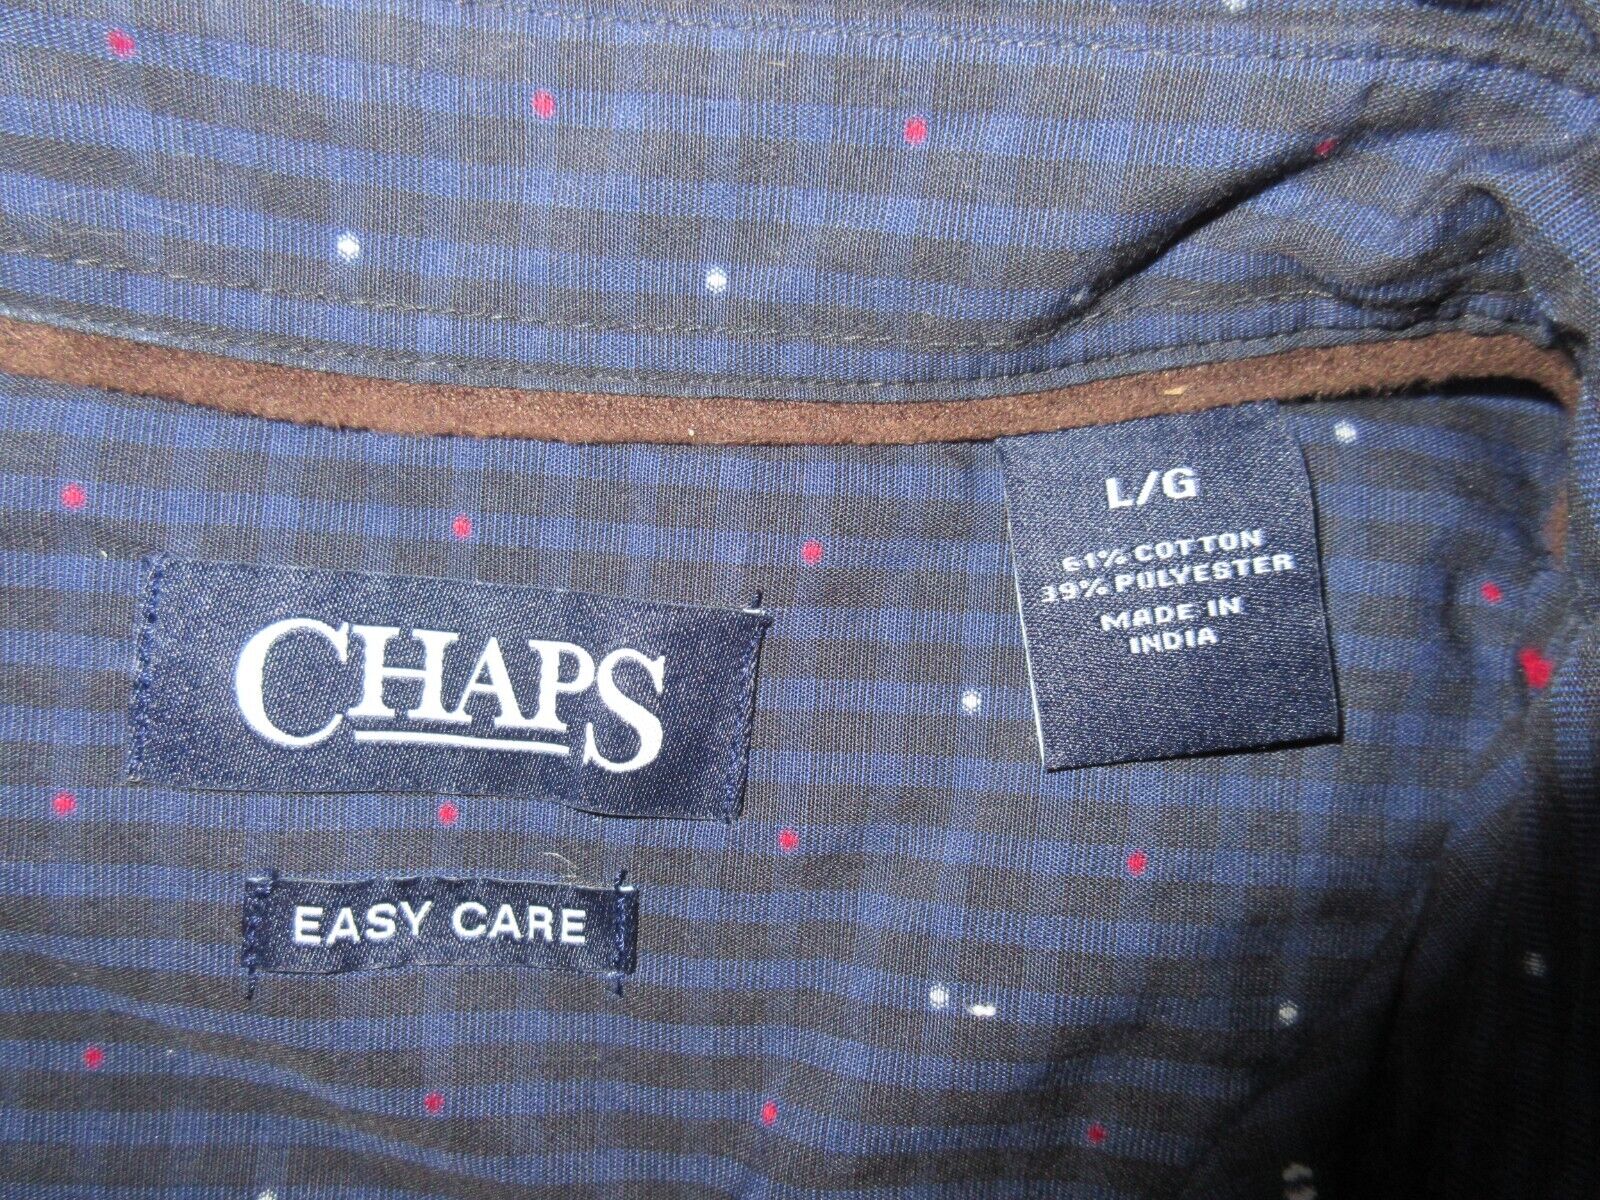 CHAPS
EASY CARE
L/G
61% COTTON
39% POLYESTER
MADE IN
INDIA